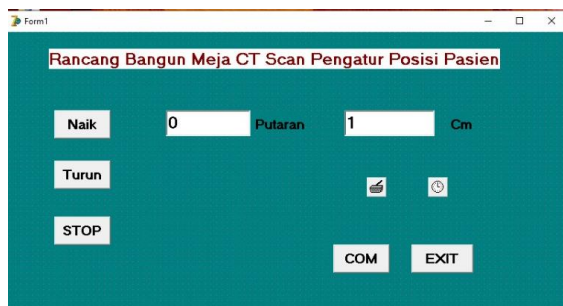 Form1
Rancang Bangun Meja CT Scan Pengatur Posisi Pasien
Naik 0 Putaran 1 Cm
Turun
STOP
COM EXIT